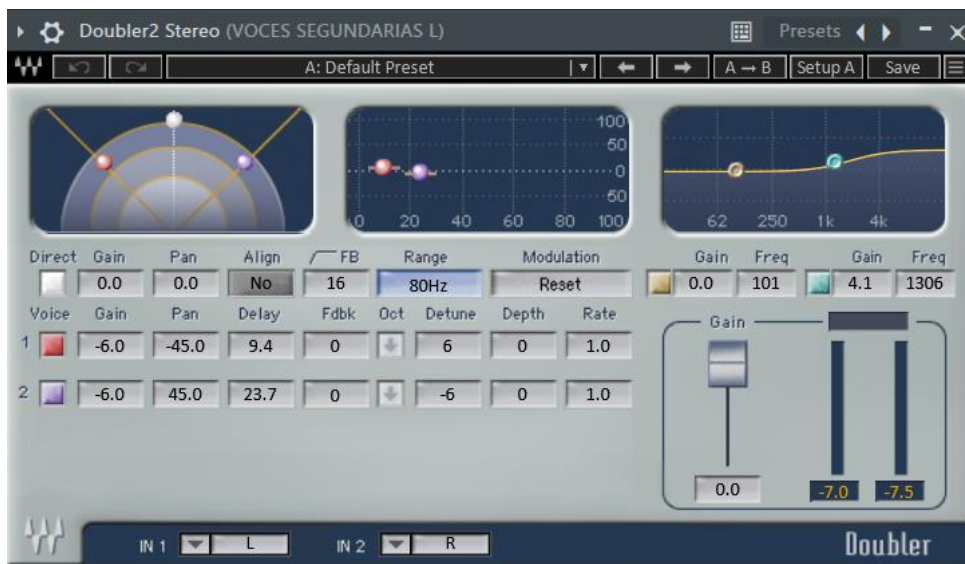 Doubler2 Stereo (VOCES SEGUNDARIAS L) Presets
A: Default Preset A → B Setup A Save
100
50
0
50
0 20 40 60 80 100
62 250 1k 4k
Direct Gain Pan Align FB Range Modulation Gain Freq Gain Freq
0.0 0.0 No 16 80Hz Reset 0.0 101 4.1 1306
Voice Gain Pan Delay Fdbk Oct Detune Depth Rate
Gain
1 -6.0 -45.0 9.4 0 6 0 1.0
2 -6.0 45.0 23.7 0 -6 0 1.0
0.0 -7.0 -7.5
IN 1 L IN 2 R Doubler